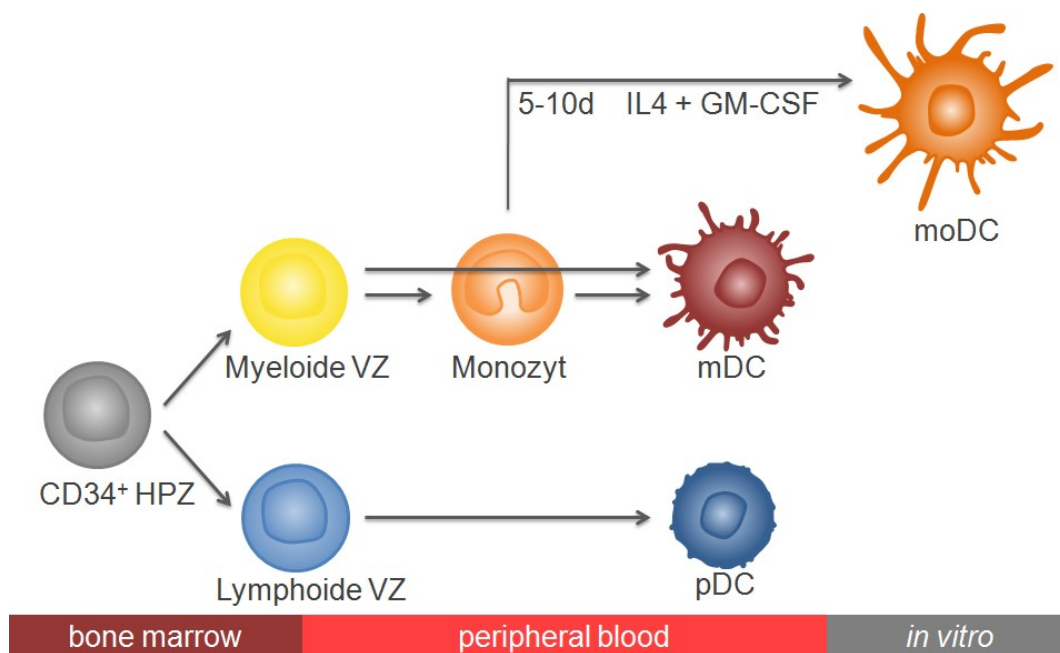 5-10d IL4 + GM-CSF
moDC
Myeloide VZ
Monozyt
mDC
CD34⁺ HPZ
Lymphoide VZ
pDC
bone marrow
peripheral blood
in vitro